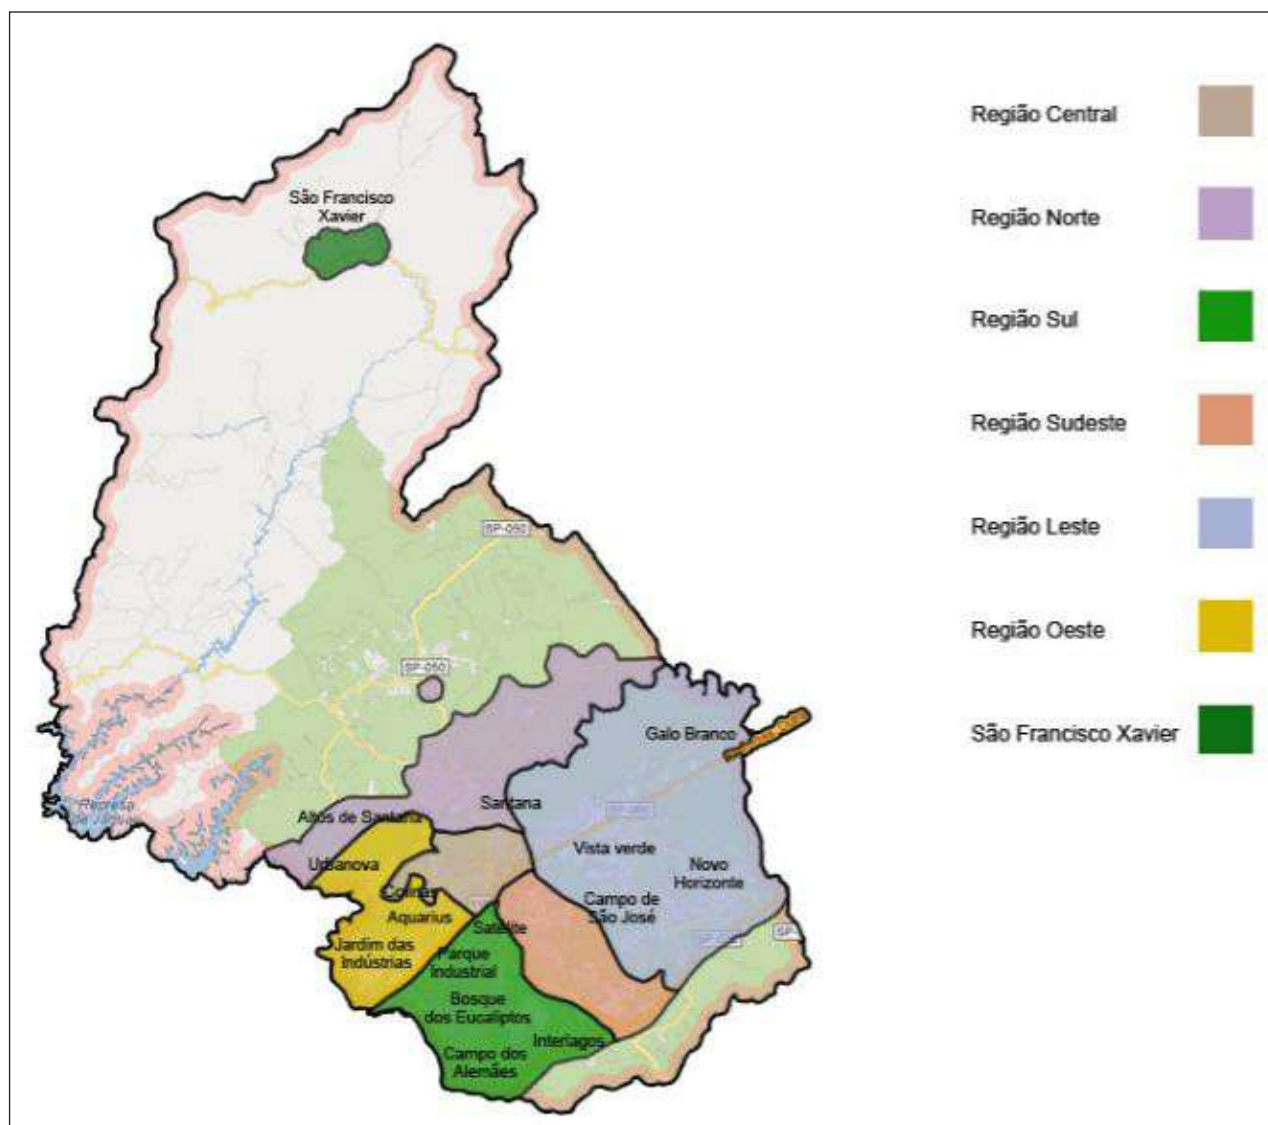 São Francisco
Xavier
SP-050
SP-050
Galo Branco
Santana
Altos de Santana
Vista verde
Urbanova
Novo
Horizonte
Colinas
Campo de
São José
Aquarius
Satélite
Jardim das
Indústrias
Parque
Industrial
Bosque
dos Eucaliptos
Interlagos
Campo dos
Alemães
Represa
SP-
Região Central
Região Norte
Região Sul
Região Sudeste
Região Leste
Região Oeste
São Francisco Xavier